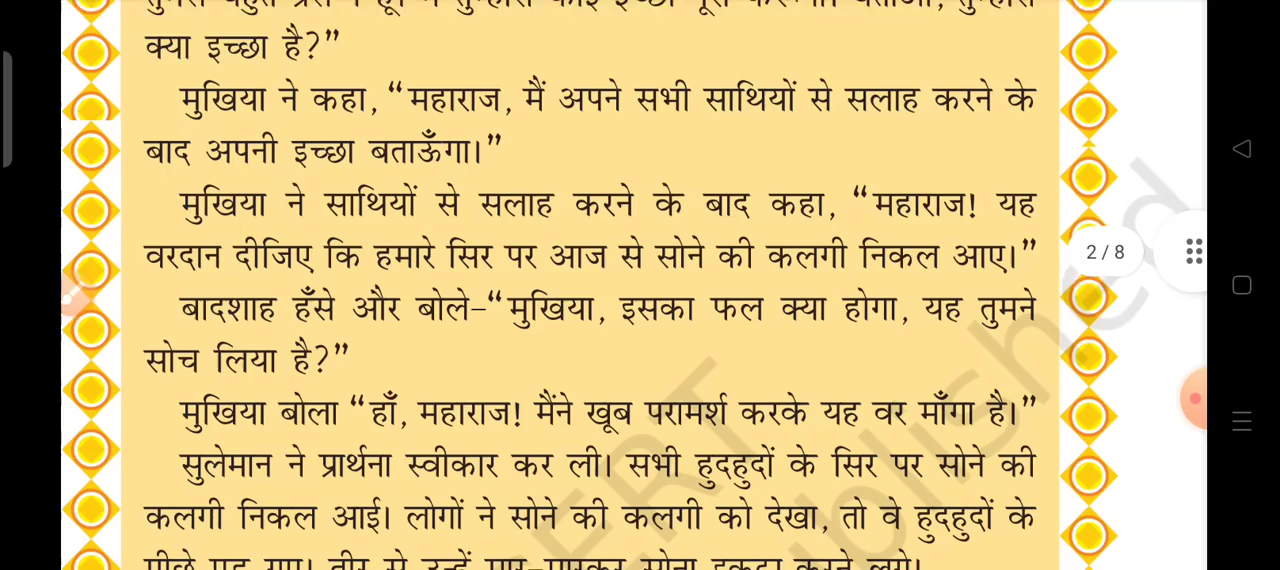 क्या इच्छा है?”
मुखिया ने कहा, “महाराज, मैं अपने सभी साथियों से सलाह करने के
बाद अपनी इच्छा बताऊँगा।”
मुखिया ने साथियों से सलाह करने के बाद कहा, “महाराज! यह
वरदान दीजिए कि हमारे सिर पर आज से सोने की कलगी निकल आए।”
2/8
बादशाह हँसे और बोले–“मुखिया, इसका फल क्या होगा, यह तुमने
सोच लिया है?”
मुखिया बोला “हाँ, महाराज! मैंने खूब परामर्श करके यह वर माँगा है।”
सुलेमान ने प्रार्थना स्वीकार कर ली। सभी हुदहुदों के सिर पर सोने की
कलगी निकल आई। लोगों ने सोने की कलगी को देखा, तो वे हुदहुदों के